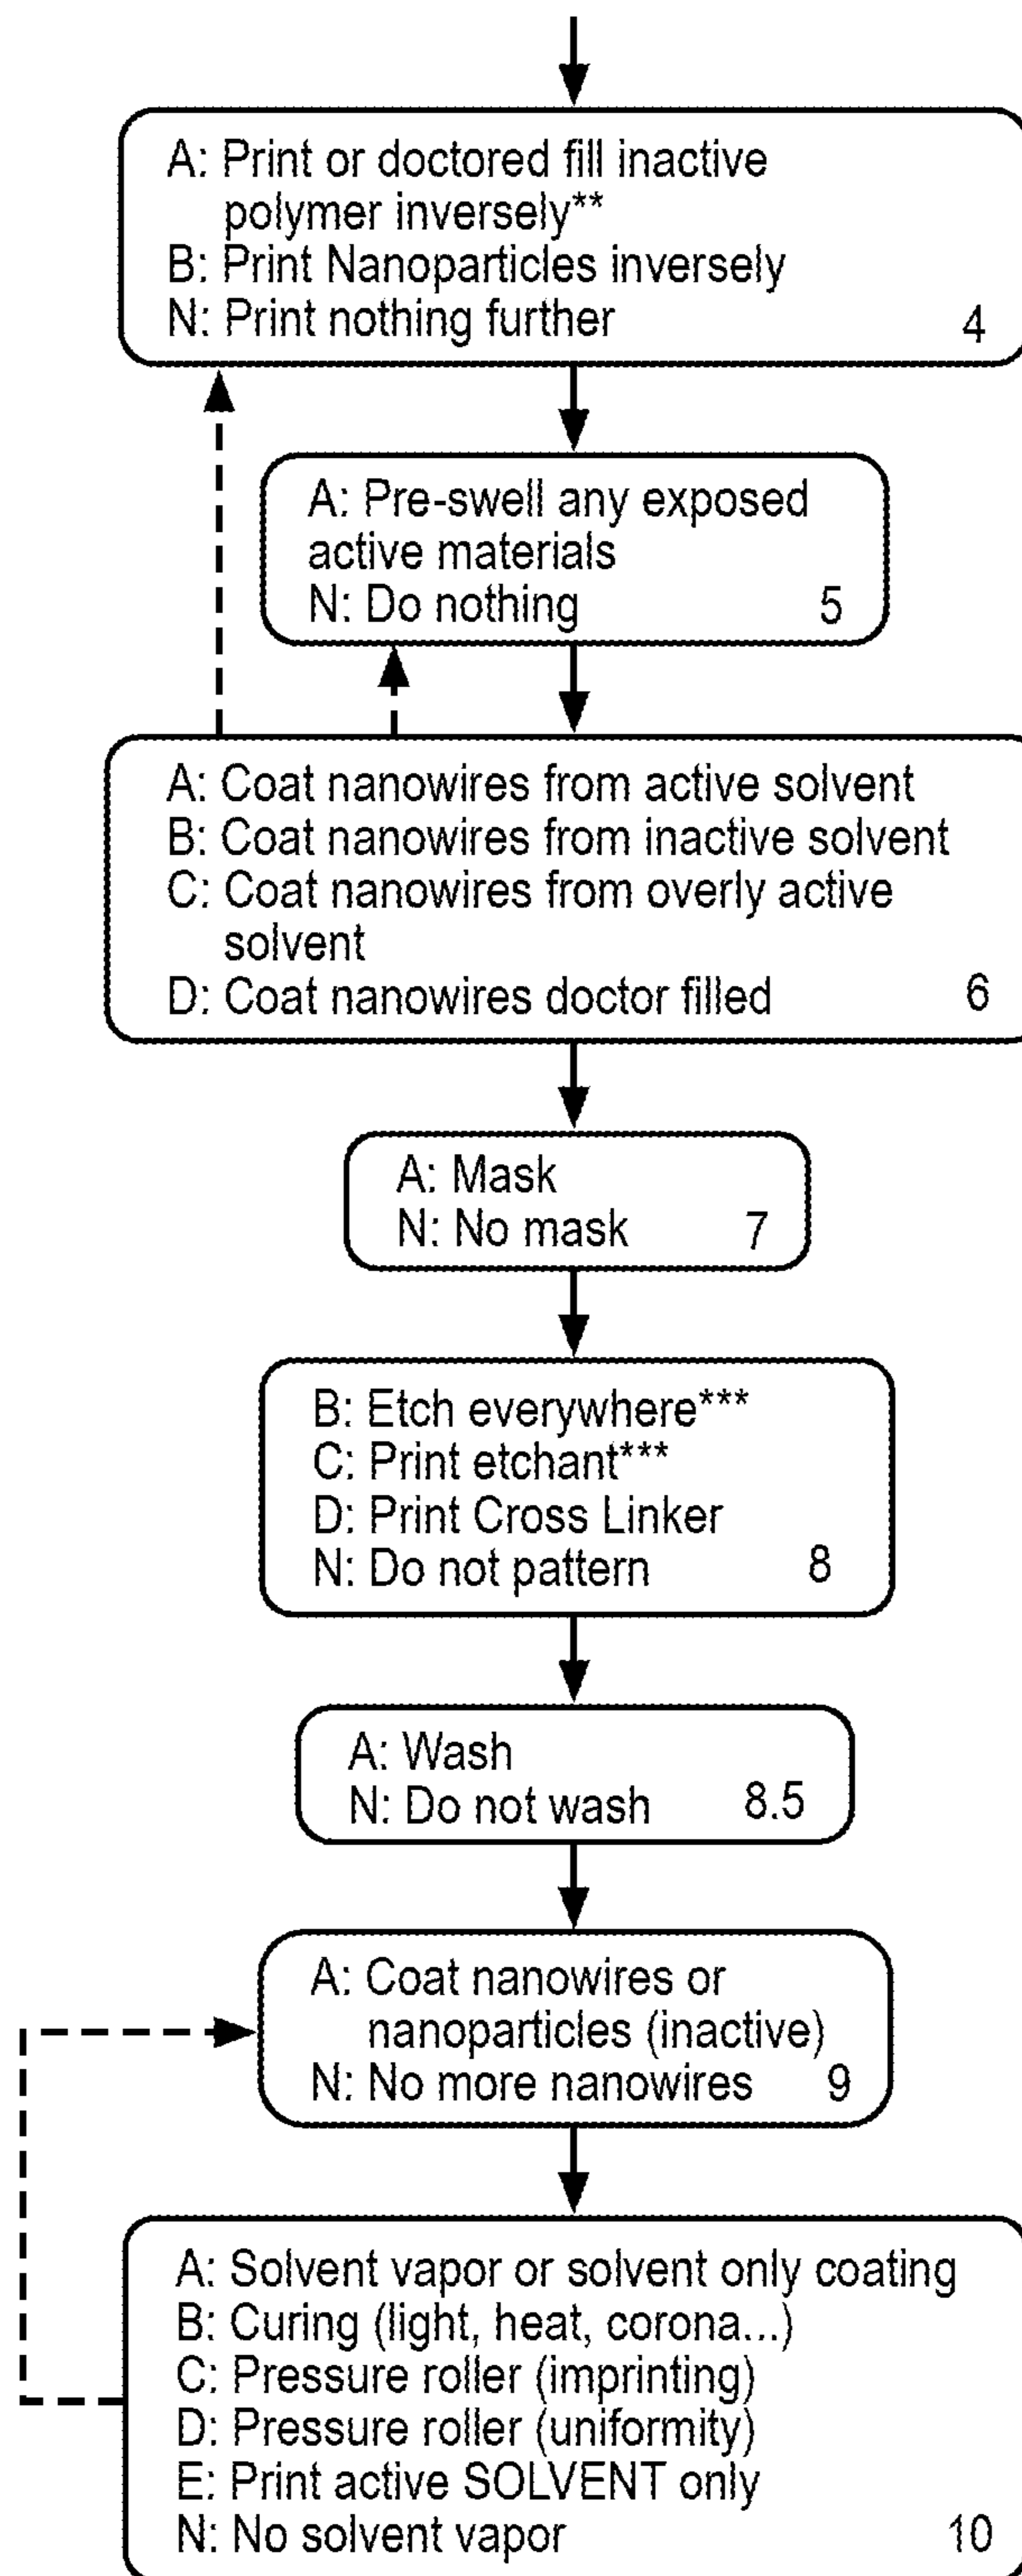 A: Print or doctored fill inactive
polymer inversely**
B: Print Nanoparticles inversely
N: Print nothing further 4
A: Pre-swell any exposed
active materials
N: Do nothing 5
A: Coat nanowires from active solvent
B: Coat nanowires from inactive solvent
C: Coat nanowires from overly active
solvent
D: Coat nanowires doctor filled 6
A: Mask
N: No mask 7
B: Etch everywhere***
C: Print etchant***
D: Print Cross Linker
N: Do not pattern 8
A: Wash
N: Do not wash 8.5
A: Coat nanowires or
nanoparticles (inactive)
N: No more nanowires 9
A: Solvent vapor or solvent only coating
B: Curing (light, heat, corona...)
C: Pressure roller (imprinting)
D: Pressure roller (uniformity)
E: Print active SOLVENT only
N: No solvent vapor 10